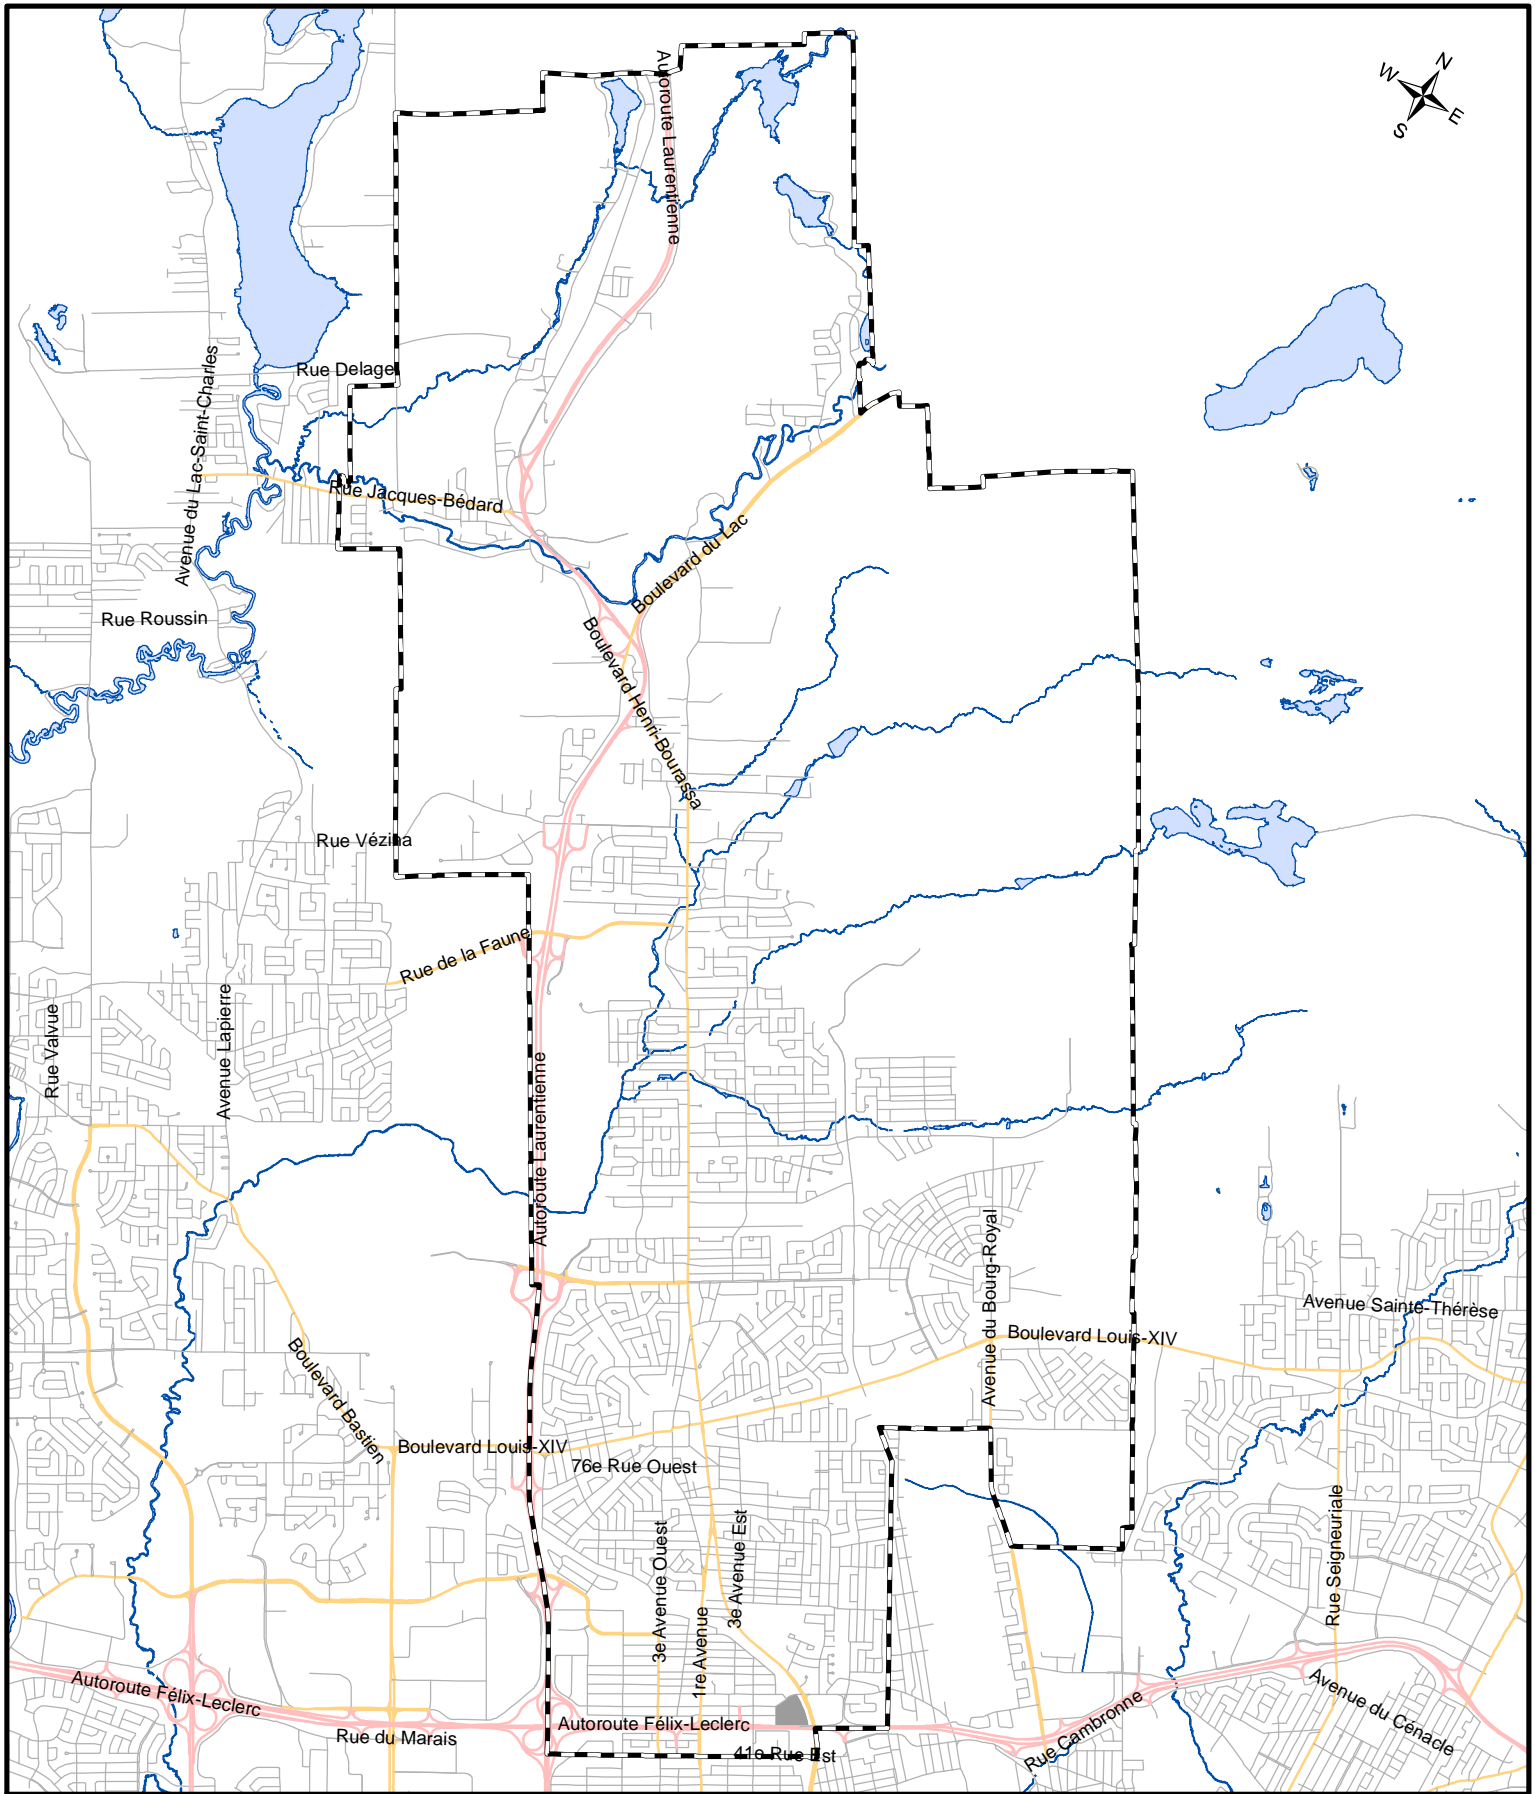 N
W
E
S
Autoroute Laurentienne
Rue Delage
Avenue du Lac-Saint-Charles
Rue Jacques-Bédard
Boulevard du Lac
Rue Roussin
Boulevard Henri-Bourassa
Rue Vézina
Rue de la Faune
Rue Valvue
Avenue Lapierre
Autoroute Laurentienne
Avenue du Bourg-Royal
Avenue Sainte-Thérèse
Boulevard Louis-XIV
Boulevard Bastien
Boulevard Louis-XIV
76e Rue Ouest
3e Avenue Ouest
3e Avenue Est
1re Avenue
Rue Seigneuriale
Autoroute Félix-Leclerc
Rue du Marais
Autoroute Félix-Leclerc
41e Rue Est
Rue Cambronne
Avenue du Cénacle